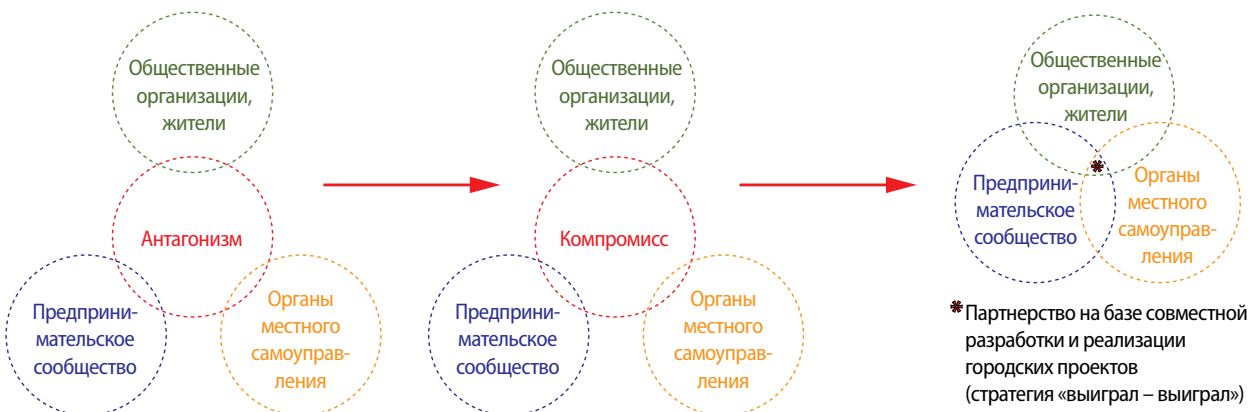 Общественные
организации,
жители
Антагонизм
Предприни-
мательское
сообщество
Органы
местного
самоуправ-
ления
Общественные
организации,
жители
Компромисс
Предприни-
мательское
сообщество
Органы
местного
самоуправ-
ления
Общественные
организации,
жители
*
Предприни-
мательское
сообщество
Органы
местного
самоуправ-
ления
* Партнерство на базе совместной
разработки и реализации
городских проектов
(стратегия «выиграл – выиграл»)